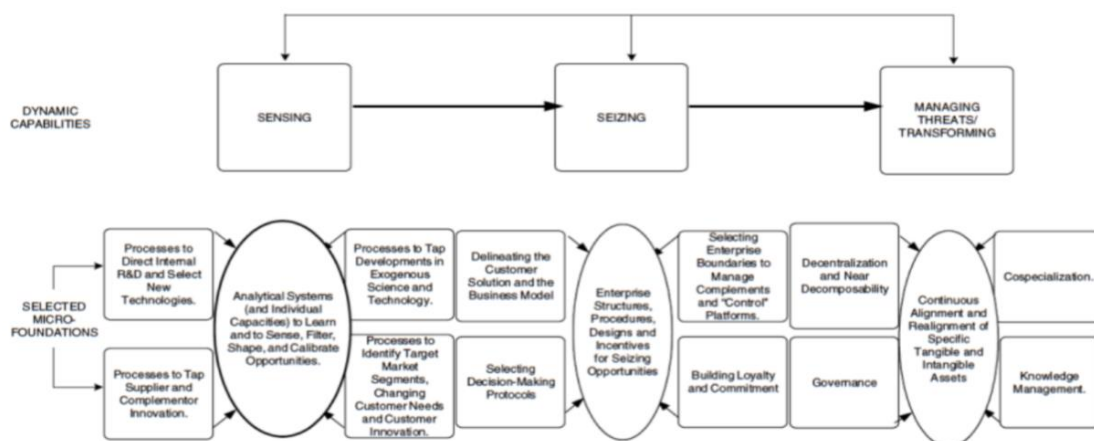 DYNAMIC
CAPABILITIES
SENSING
SEIZING
MANAGING
THREATS/
TRANSFORMING
SELECTED
MICRO-
FOUNDATIONS
Processes to
Direct Internal
R&D and Select
New
Technologies.
Processes to Tap
Supplier and
Complementor
Innovation.
Analytical Systems
(and Individual
Capacities) to Learn
and to Sense, Filter,
Shape, and Calibrate
Opportunities.
Processes to Tap
Developments in
Exogenous
Science and
Technology.
Processes to
Identify Target
Market
Segments,
Changing
Customer Needs
and Customer
Innovation.
Delineating the
Customer
Solution and the
Business Model
Selecting
Decision-Making
Protocols
Enterprise
Structures,
Procedures,
Designs and
Incentives
for Seizing
Opportunities
Selecting
Enterprise
Boundaries to
Manage
Complements
and “Control”
Platforms.
Building Loyalty
and Commitment
Decentralization
and Near
Decomposability
Governance
Continuous
Alignment and
Realignment of
Specific
Tangible and
Intangible
Assets
Cospecialization.
Knowledge
Management.